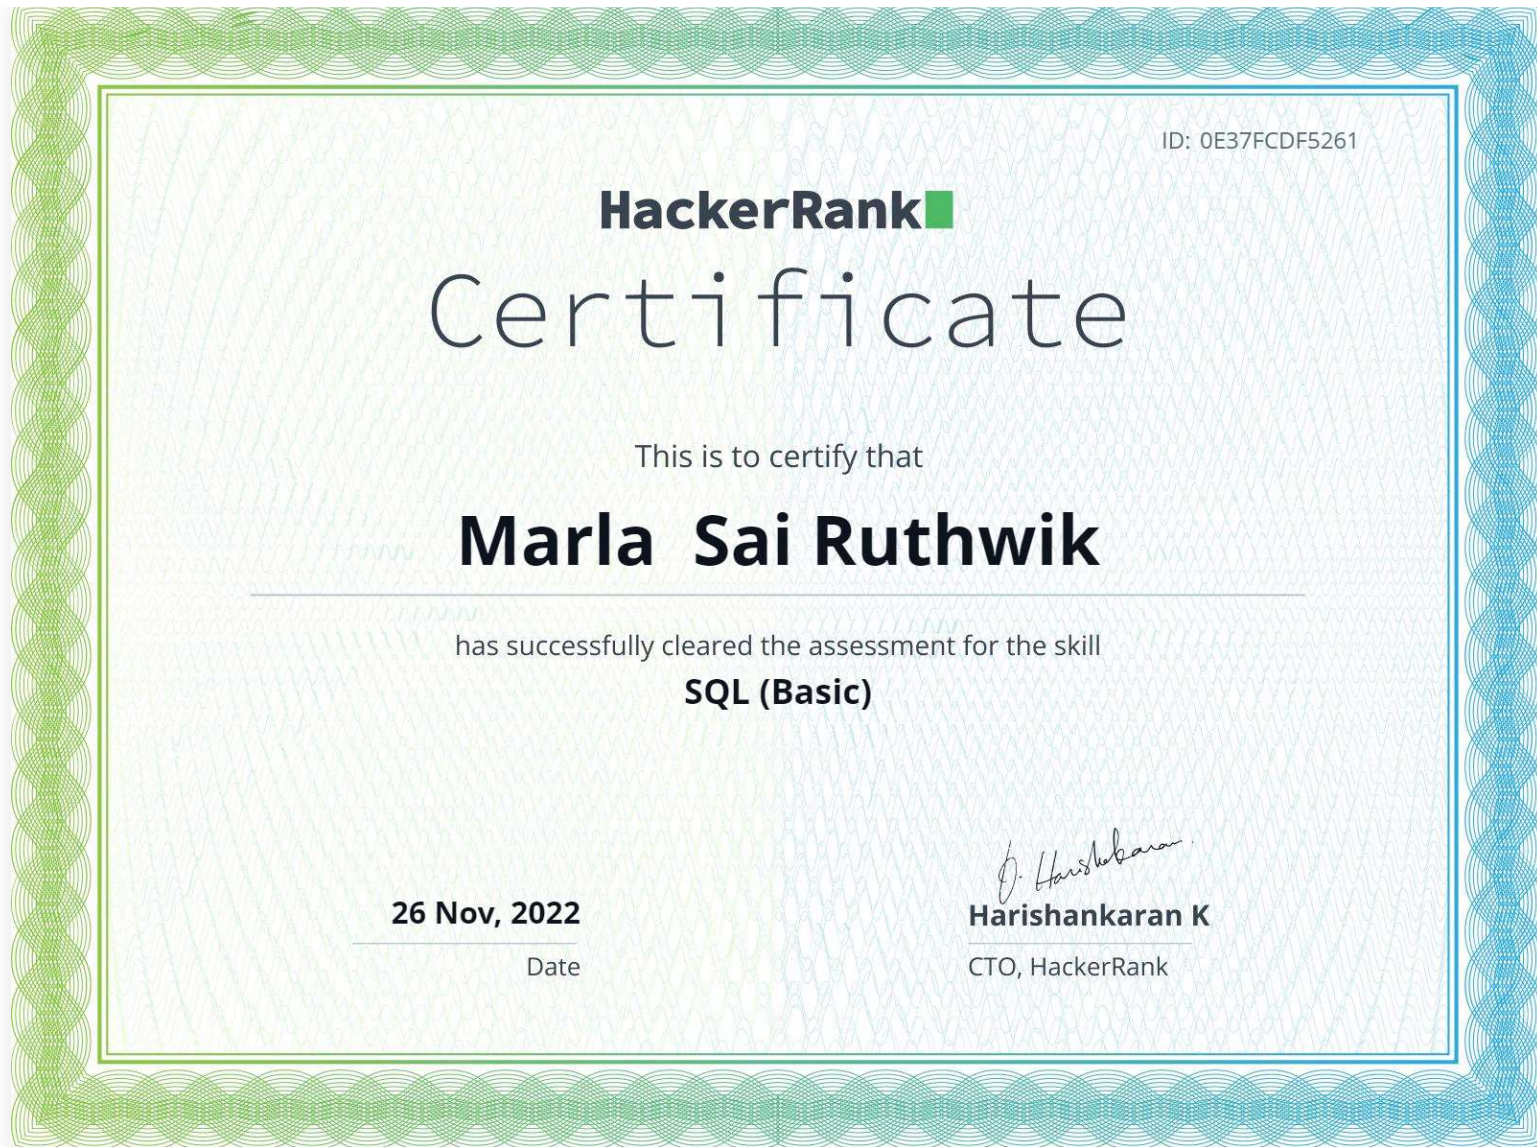 ID: 0E37FCDF5261
HackerRank
Certificate
This is to certify that
Marla  Sai Ruthwik
has successfully cleared the assessment for the skill
SQL (Basic)
26 Nov, 2022
Date
Harishankaran K
CTO, HackerRank